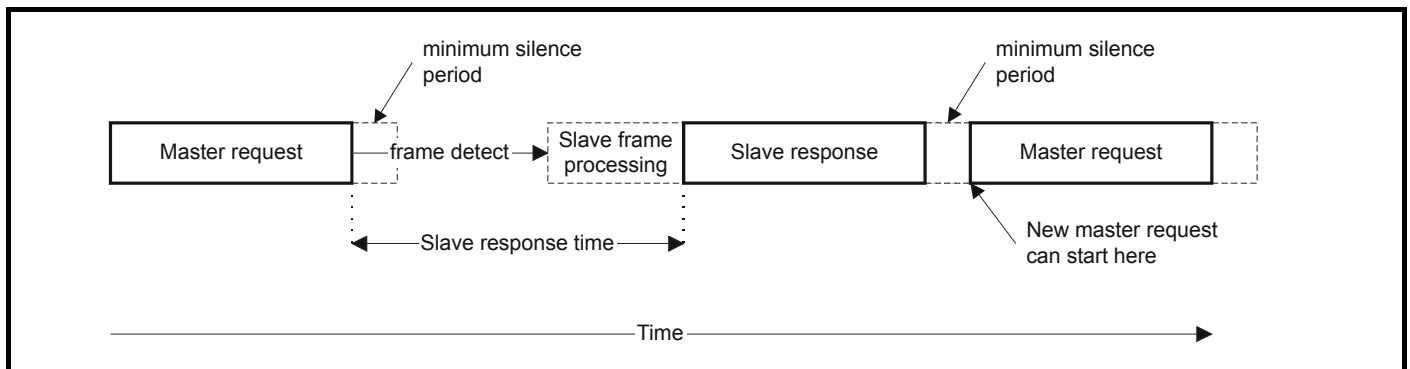 minimum silence
period
minimum silence
period
Master request
frame detect
Slave frame
processing
Slave response
Master request
Slave response time
New master request
can start here
Time